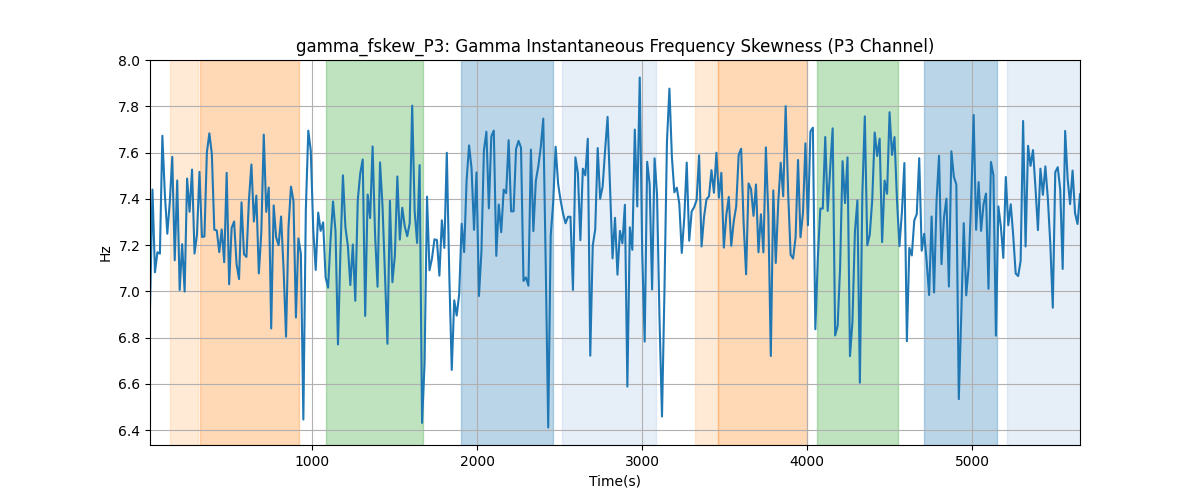 gamma_fskew_P3: Gamma Instantaneous Frequency Skewness (P3 Channel)
8.0
7.8
7.6
7.4
7.2
7.0
6.8
6.6
6.4
Hz
1000 2000 3000 4000 5000
Time(s)